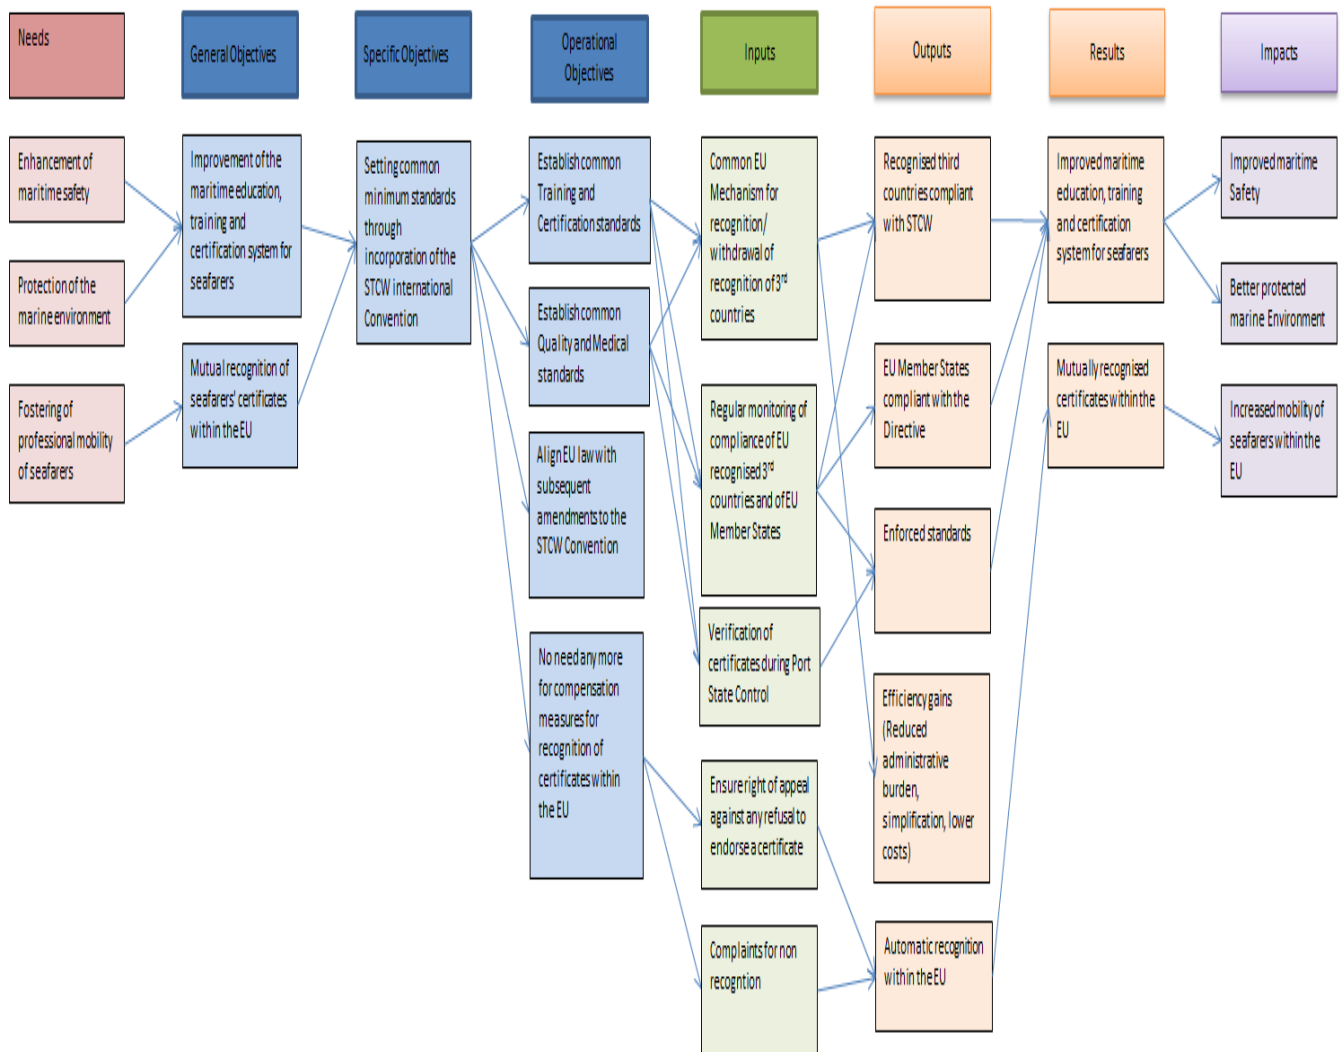 Needs
General Objectives
Specific Objectives
Operational
Objectives
Inputs
Outputs
Results
Impacts
Enhancement of
maritime safety
Protection of the
marine environment
Fostering of
professional mobility
of seafarers
Improvement of the
maritime education,
training and
certification system for
seafarers
Mutual recognition of
seafarers' certificates
within the EU
Setting common
minimum standards
through
incorporation of the
STCW international
Convention
Establish common
Training and
Certification standards
Establish common
Quality and Medical
standards
Align EU law with
subsequent
amendments to the
STCW Convention
No need any more
for compensation
measures for
recognition of
certificates within
the EU
Common EU
Mechanism for
recognition/
withdrawal of
recognition of 3rd
countries
Regular monitoring of
compliance of EU
recognised 3rd
countries and of EU
Member States
Verification of
certificates during Port
State Control
Ensure right of appeal
against any refusal to
endorse a certificate
Complaints for non
recogntion
Recognised third
countries compliant
with STCW
EU Member States
compliant with the
Directive
Enforced standards
Efficiency gains
(Reduced
administrative
burden,
simplification, lower
costs)
Automatic recognition
within the EU
Improved maritime
education, training
and certification
system for seafarers
Mutually recognised
certificates within the
EU
Improved maritime
Safety
Better protected
marine Environment
Increased mobility of
seafarers within the
EU